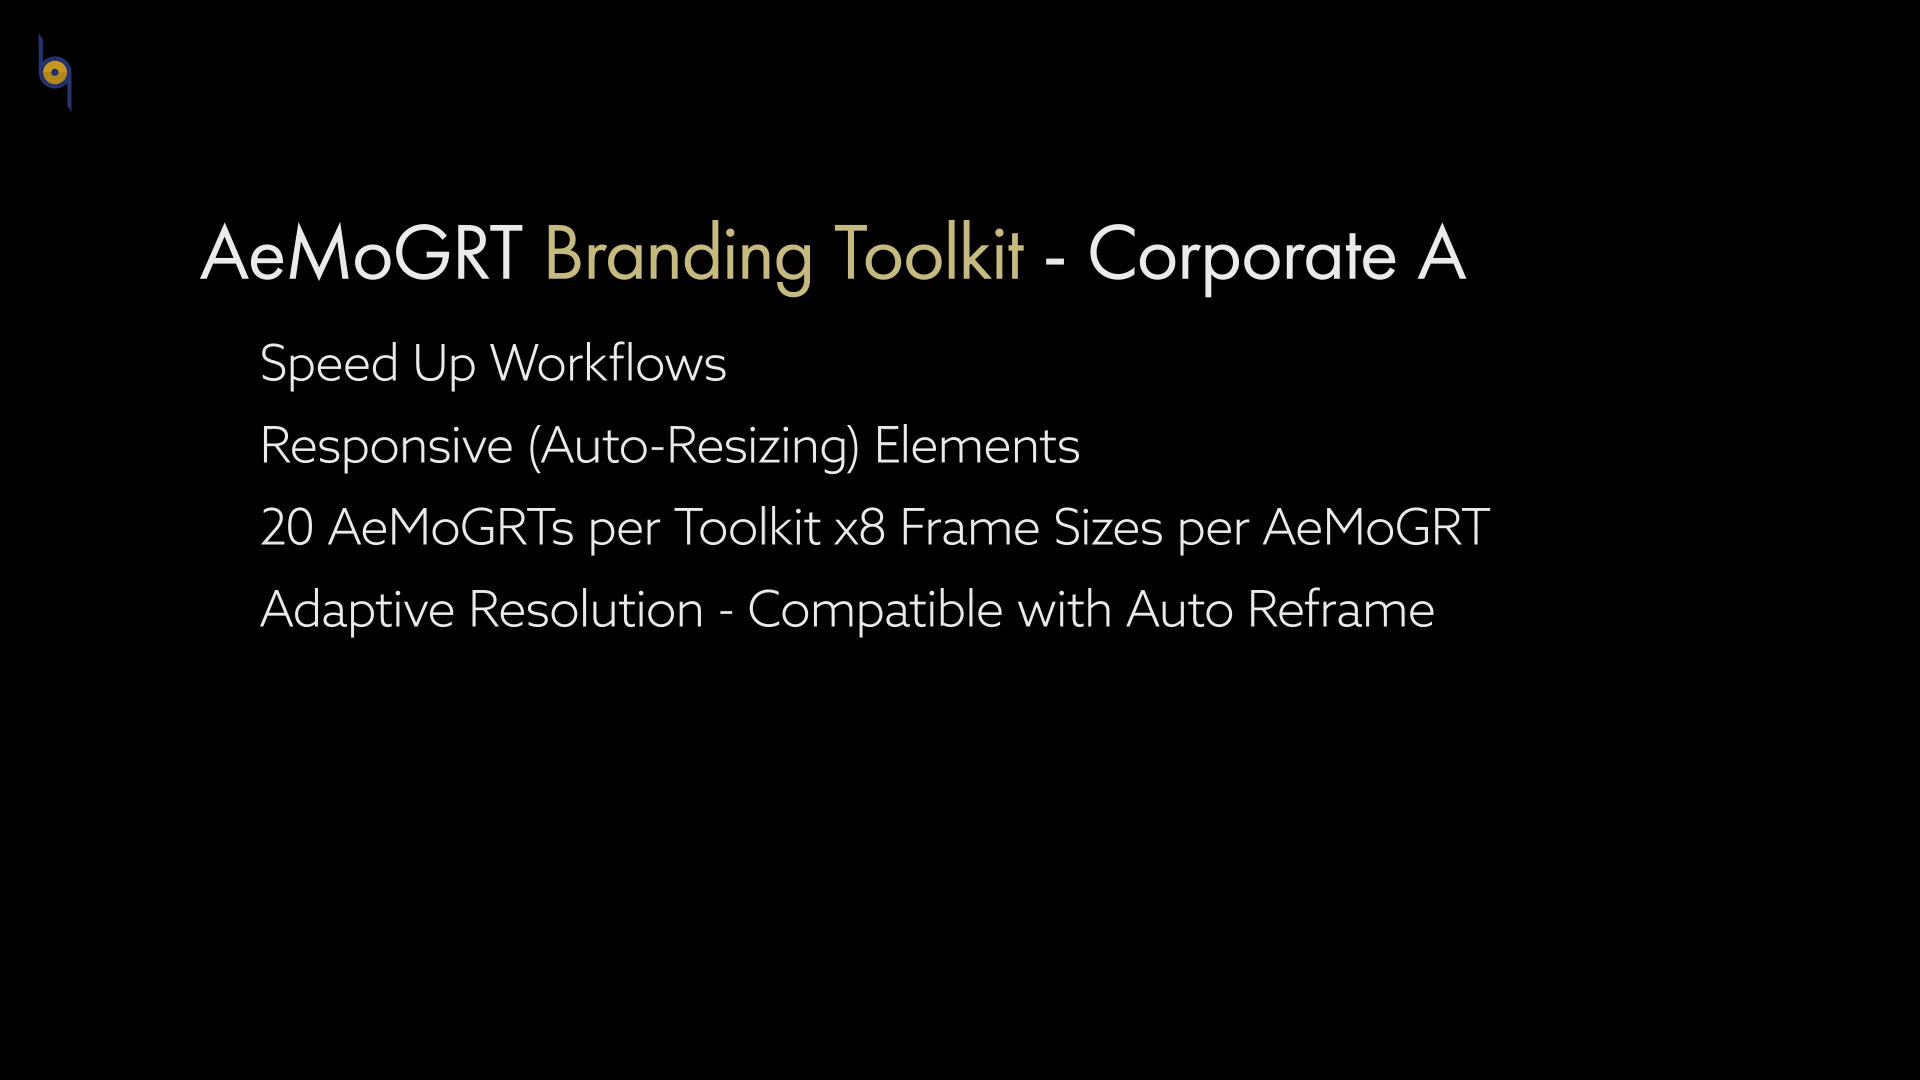 AeMoGRT Branding Toolkit - Corporate A
Speed Up Workflows
Responsive (Auto-Resizing) Elements
20 AeMoGRTs per Toolkit x8 Frame Sizes per AeMoGRT
Adaptive Resolution - Compatible with Auto Reframe